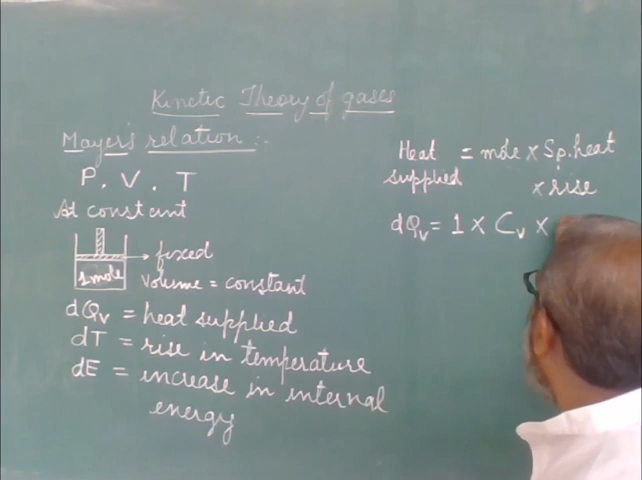 Kinetic Theory of gases
Mayer's relation :-
P. V. T
At constant
1 mole
fixed
Volume = constant
dQv = heat supplied
dT = rise in temperature
dE = increase in internal
energy
Heat = mole x Sp. heat
supplied x rise
dQv = 1 x Cv x